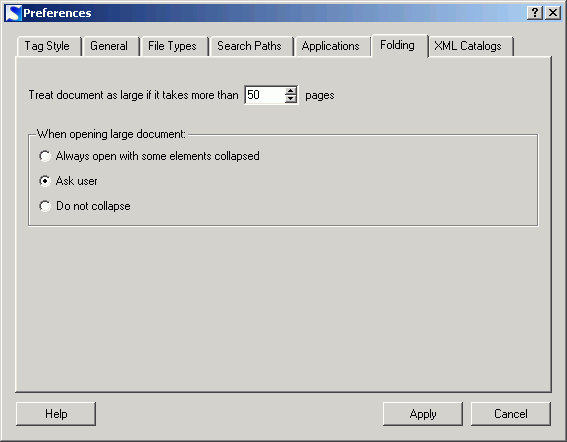 Preferences
Tag Style General File Types Search Paths Applications Folding XML Catalogs
Treat document as large if it takes more than 50 pages
When opening large document:
Always open with some elements collapsed
Ask user
Do not collapse
Help Apply Cancel